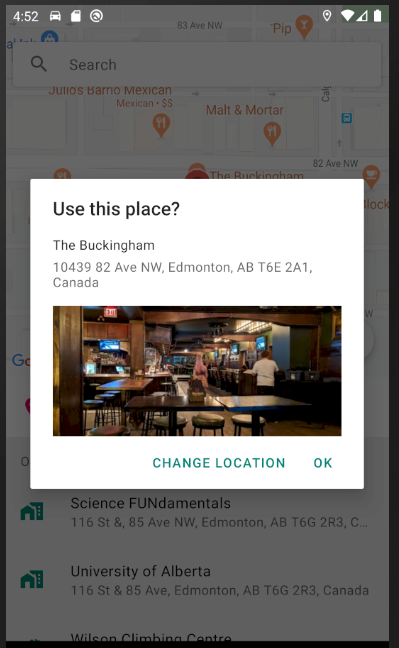 4:52
83 Ave NW
Pip
Search
Julio's Barrio Mexican
Mexican • $$
Malt & Mortar
82 Ave NW
The Buckingham
Block
Use this place?
The Buckingham
10439 82 Ave NW, Edmonton, AB T6E 2A1,
Canada
CHANGE LOCATION
OK
Science FUNdamentals
116 St &, 85 Ave NW, Edmonton, AB T6G 2R3, C...
University of Alberta
116 St & 85 Ave, Edmonton, AB T6G 2R3, Canada
Wilson Climbing Centre